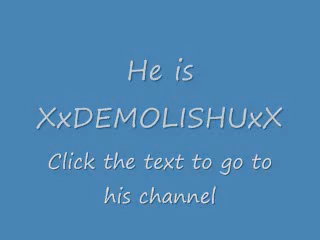 He is
XxDEMOLISHUxX
Click the text to go to
his channel